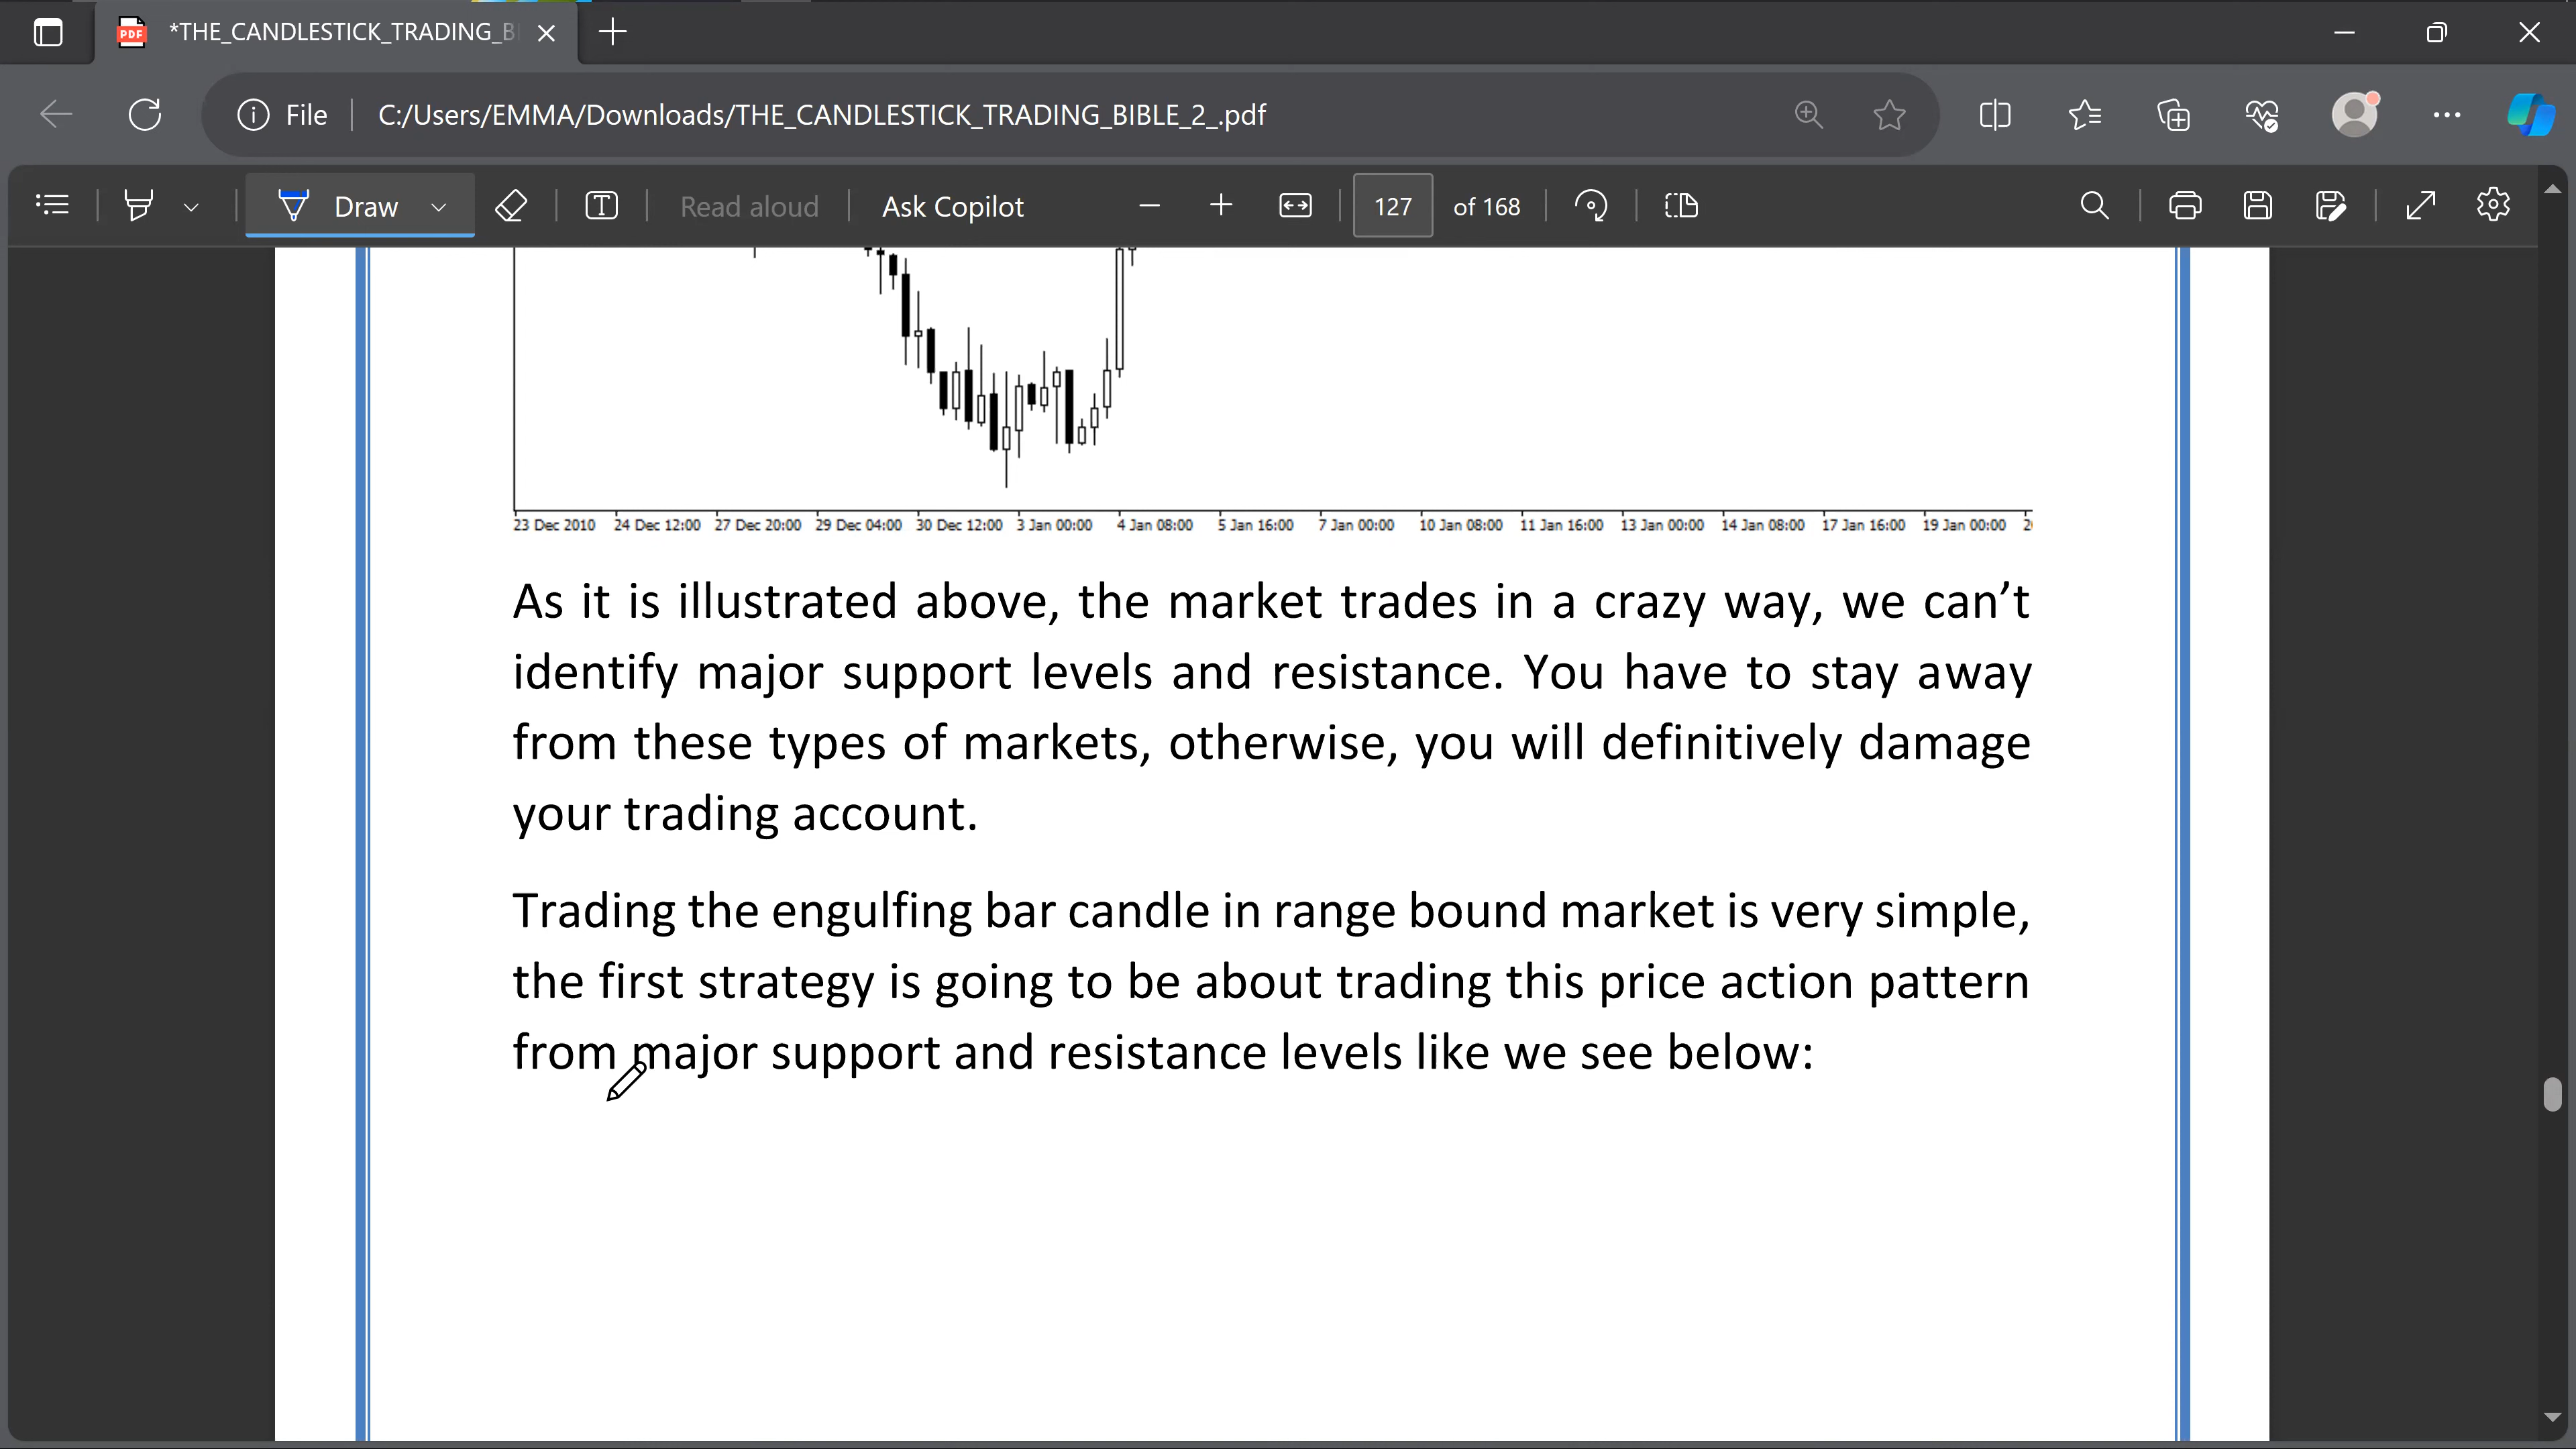 *THE_CANDLESTICK_TRADING_B
File
C:/Users/EMMA/Downloads/THE_CANDLESTICK_TRADING_BIBLE_2_.pdf
PDF
Draw
T
Read aloud
Ask Copilot
127 of 168
23 Dec 2010 24 Dec 12:00 27 Dec 20:00 29 Dec 04:00 30 Dec 12:00 3 Jan 00:00 4 Jan 08:00 5 Jan 16:00 7 Jan 00:00 10 Jan 08:00 11 Jan 16:00 13 Jan 00:00 14 Jan 08:00 17 Jan 16:00 19 Jan 00:00
As it is illustrated above, the market trades in a crazy way, we can’t
identify major support levels and resistance. You have to stay away
from these types of markets, otherwise, you will definitively damage
your trading account.
Trading the engulfing bar candle in range bound market is very simple,
the first strategy is going to be about trading this price action pattern
from major support and resistance levels like we see below: